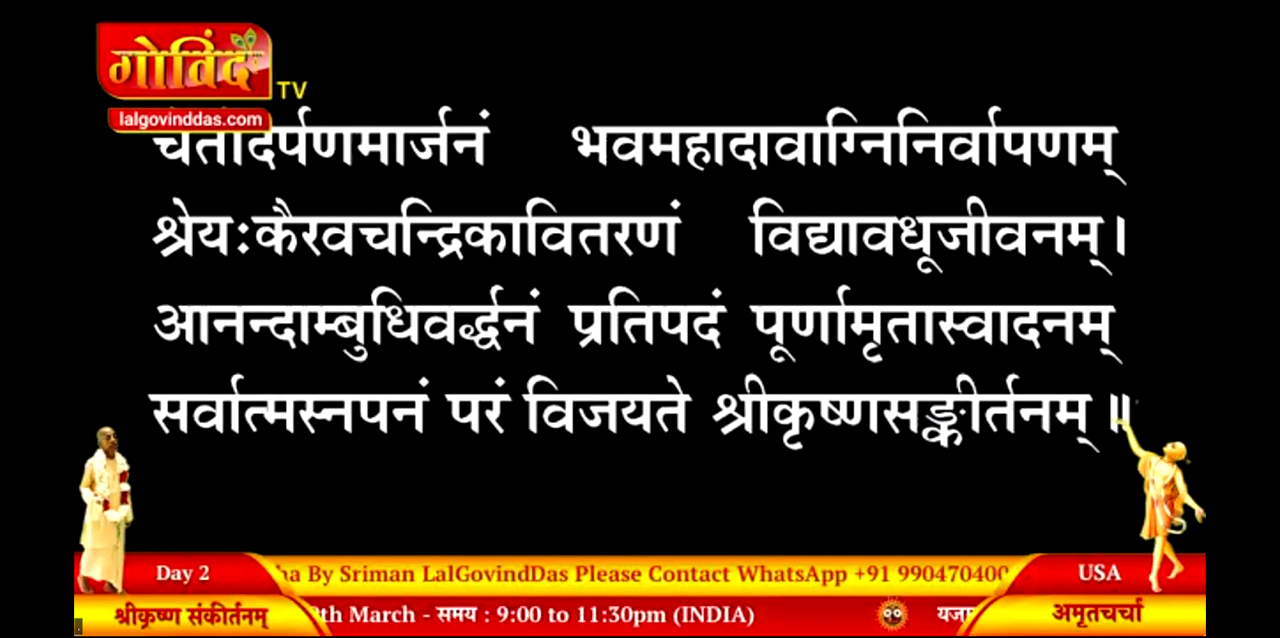 गोविंद
TV
lalgovinddas.com
चेतोदर्पणमार्जनं भवमहादावाग्निनिर्वापणम्
श्रेयःकैरवचन्द्रिकावितरणं विद्यावधूजीवनम्।
आनन्दाम्बुधिवर्द्धनं प्रतिपदं पूर्णामृतास्वादनम्
सर्वात्मस्नपनं परं विजयते श्रीकृष्णसङ्कीर्तनम्॥
Day 2
By Sriman LalGovindDas Please Contact WhatsApp +91 990470400
USA
श्रीकृष्ण संकीर्तनम्
March - समय : 9:00 to 11:30pm (INDIA)
अमृतचर्चा